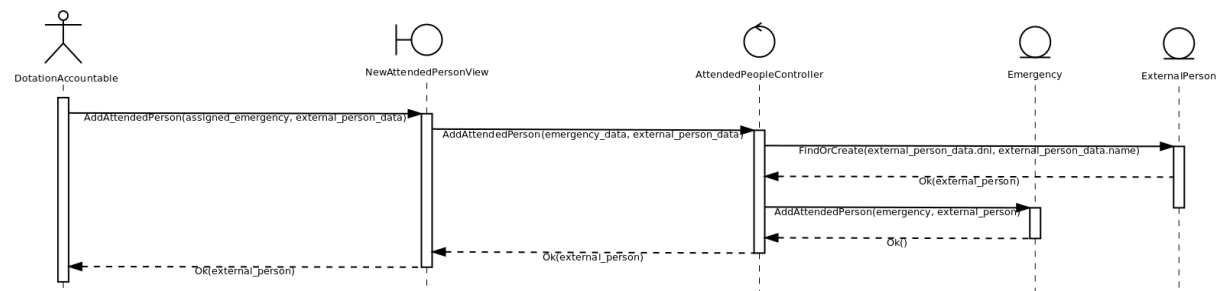 DotationAccountable
NewAttendedPersonView
AttendedPeopleController
Emergency
ExternalPerson
AddAttendedPerson(assigned_emergency, external_person_data)
AddAttendedPerson(emergency_data, external_person_data)
FindOrCreate(external_person_data.dni, external_person_data.name)
Ok(external_person)
AddAttendedPerson(emergency, external_person)
Ok()
Ok(external_person)
Ok(external_person)